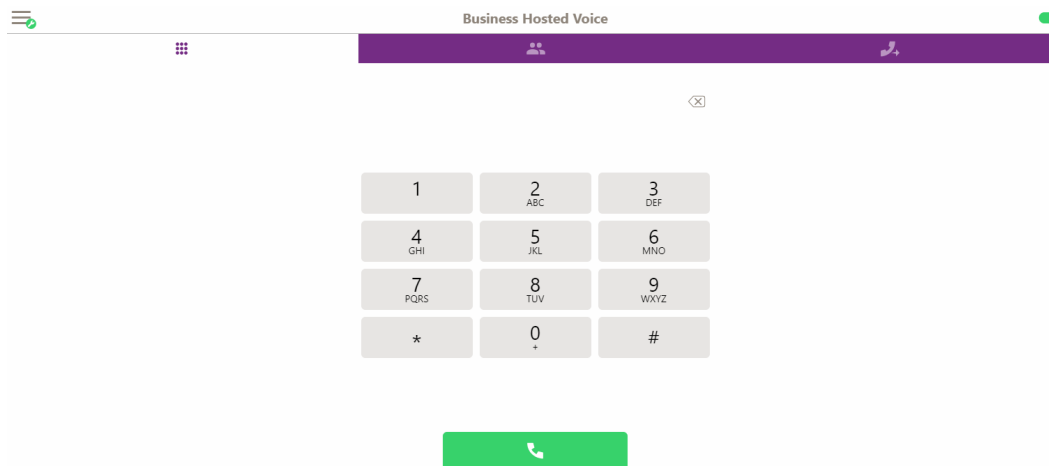 Business Hosted Voice
1 2 3
ABC DEF
4 5 6
GHI JKL MNO
7 8 9
PQRS TUV WXYZ
* 0 #
+